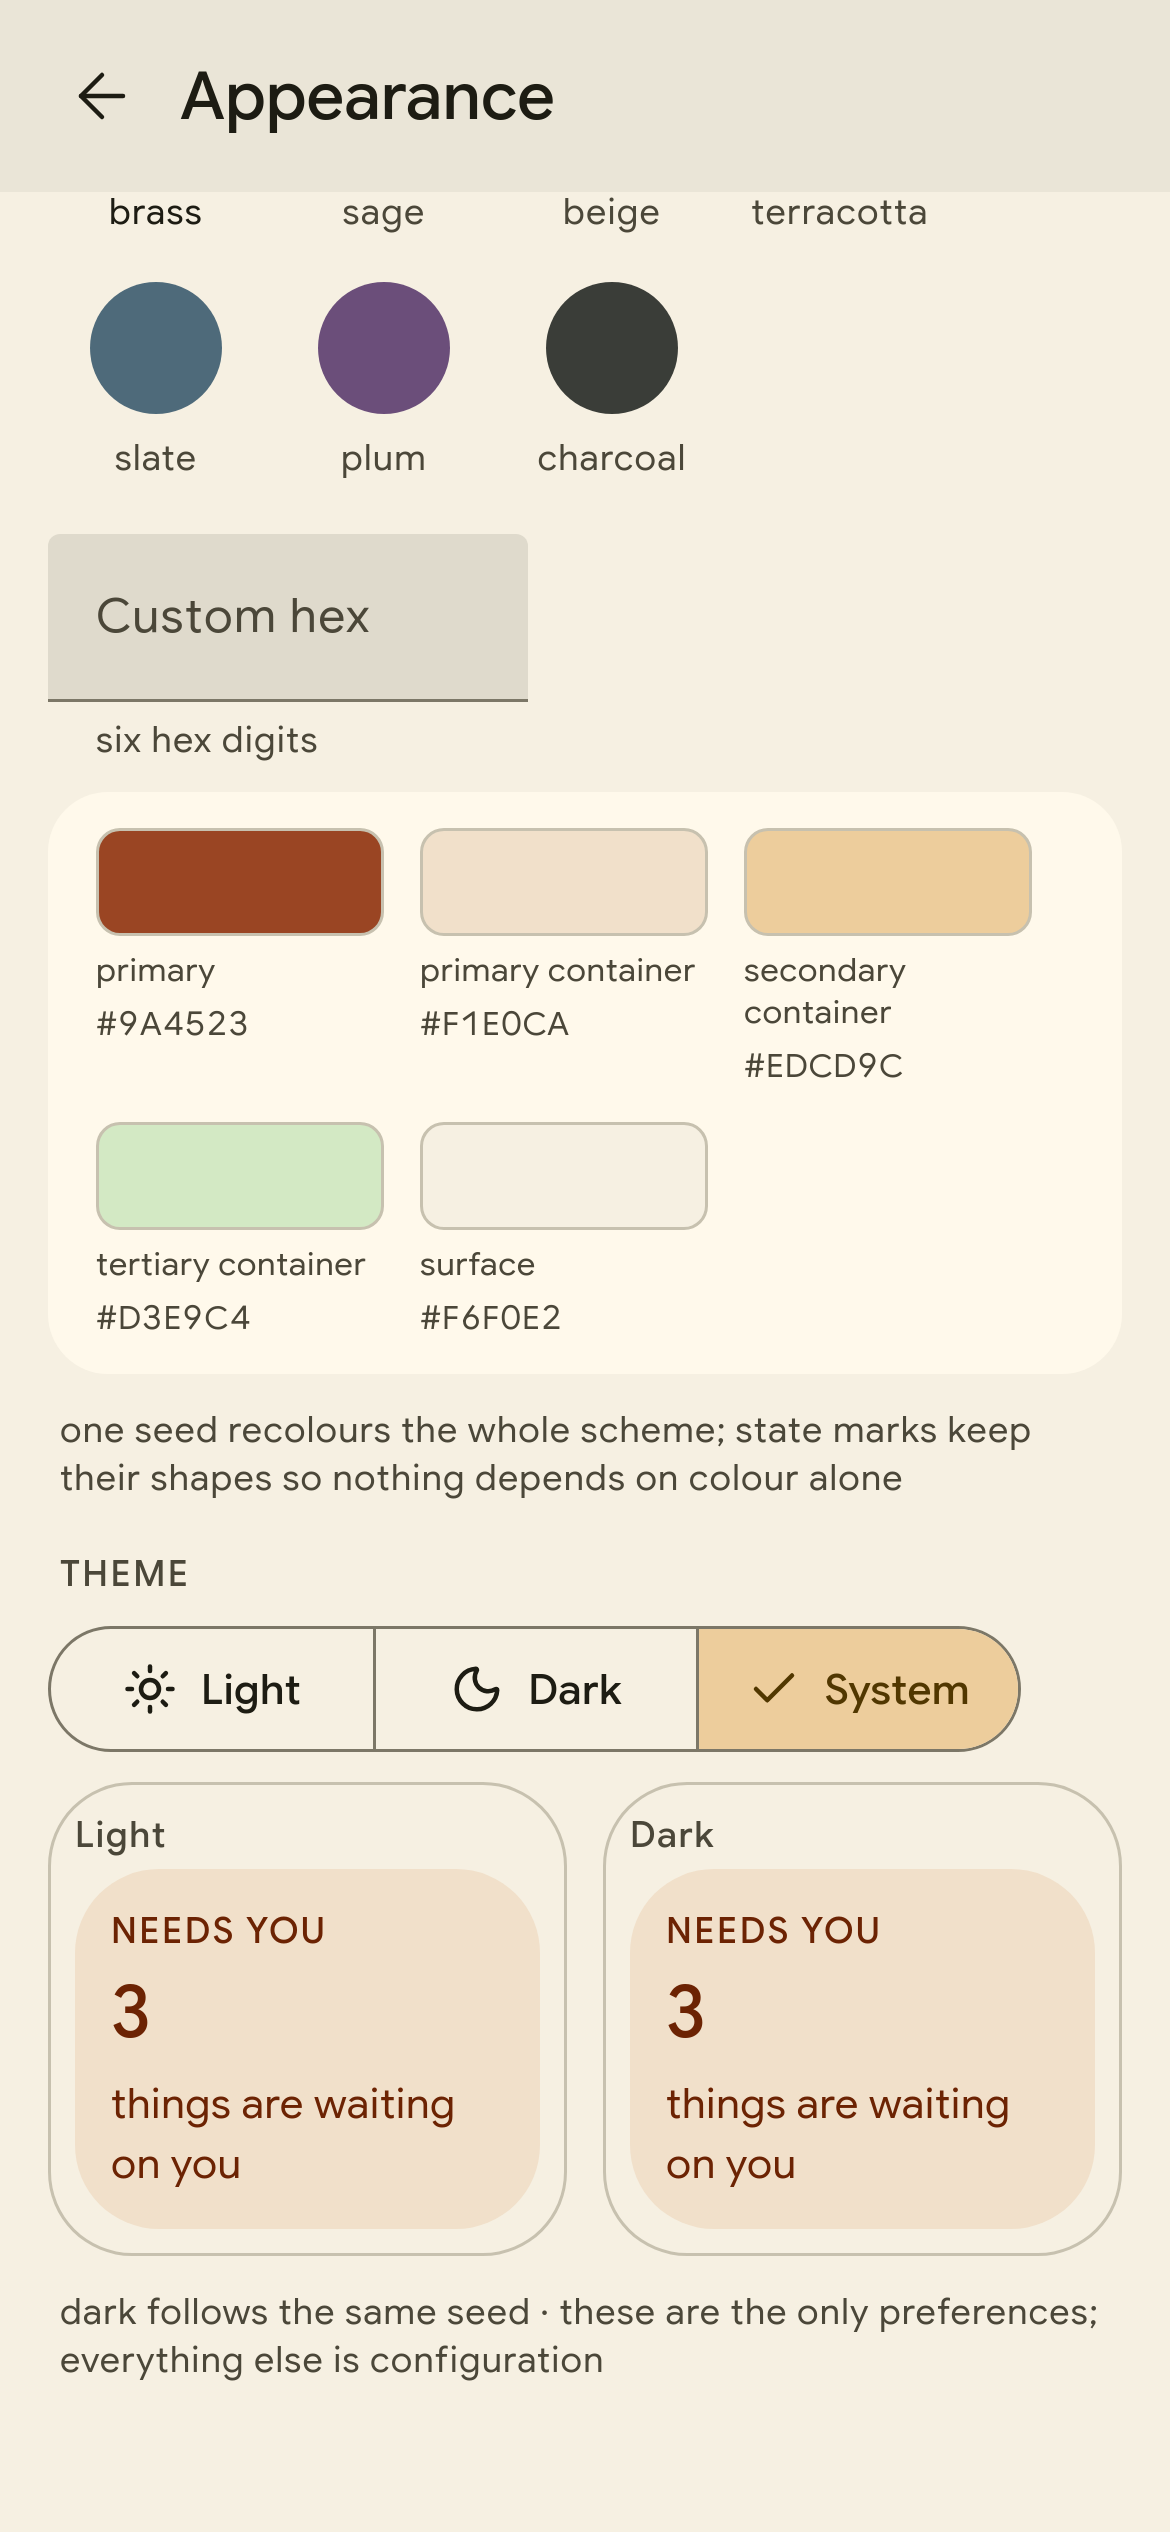 Appearance
brass sage beige terracotta
slate plum charcoal
Custom hex
six hex digits
primary primary container secondary container
#9A4523 #F1E0CA #EDCD9C
tertiary container surface
#D3E9C4 #F6F0E2
one seed recolours the whole scheme; state marks keep
their shapes so nothing depends on colour alone
THEME
Light Dark System
Light
NEEDS YOU
3
things are waiting
on you
Dark
NEEDS YOU
3
things are waiting
on you
dark follows the same seed · these are the only preferences;
everything else is configuration